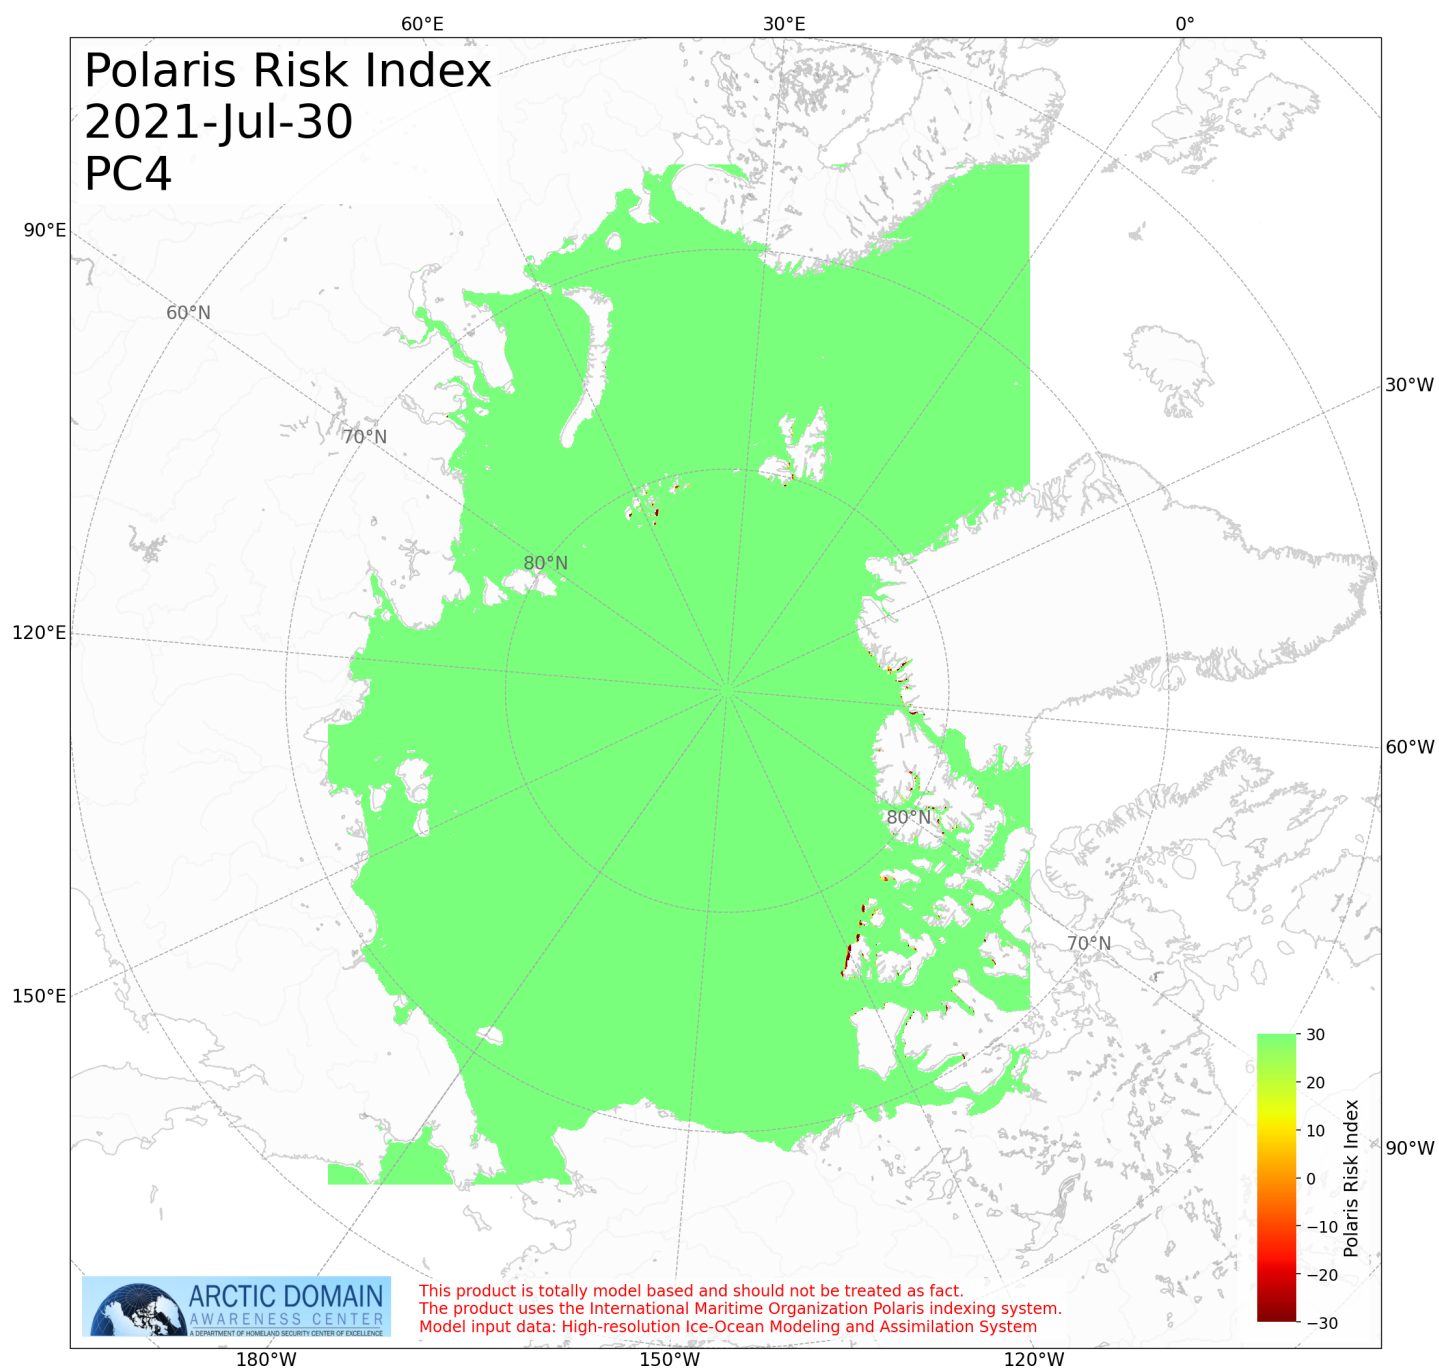 60°E
30°E
0°
Polaris Risk Index
2021-Jul-30
PC4
90°E
60°N
30°W
70°N
80°N
120°E
60°W
80°N
70°N
150°E
30
20
10
0
−10
−20
−30
Polaris Risk Index
90°W
ARCTIC DOMAIN
AWARENESS CENTER
A DEPARTMENT OF HOMELAND SECURITY CENTER OF EXCELLENCE
This product is totally model based and should not be treated as fact.
The product uses the International Maritime Organization Polaris indexing system.
Model input data: High-resolution Ice-Ocean Modeling and Assimilation System
180°W
150°W
120°W